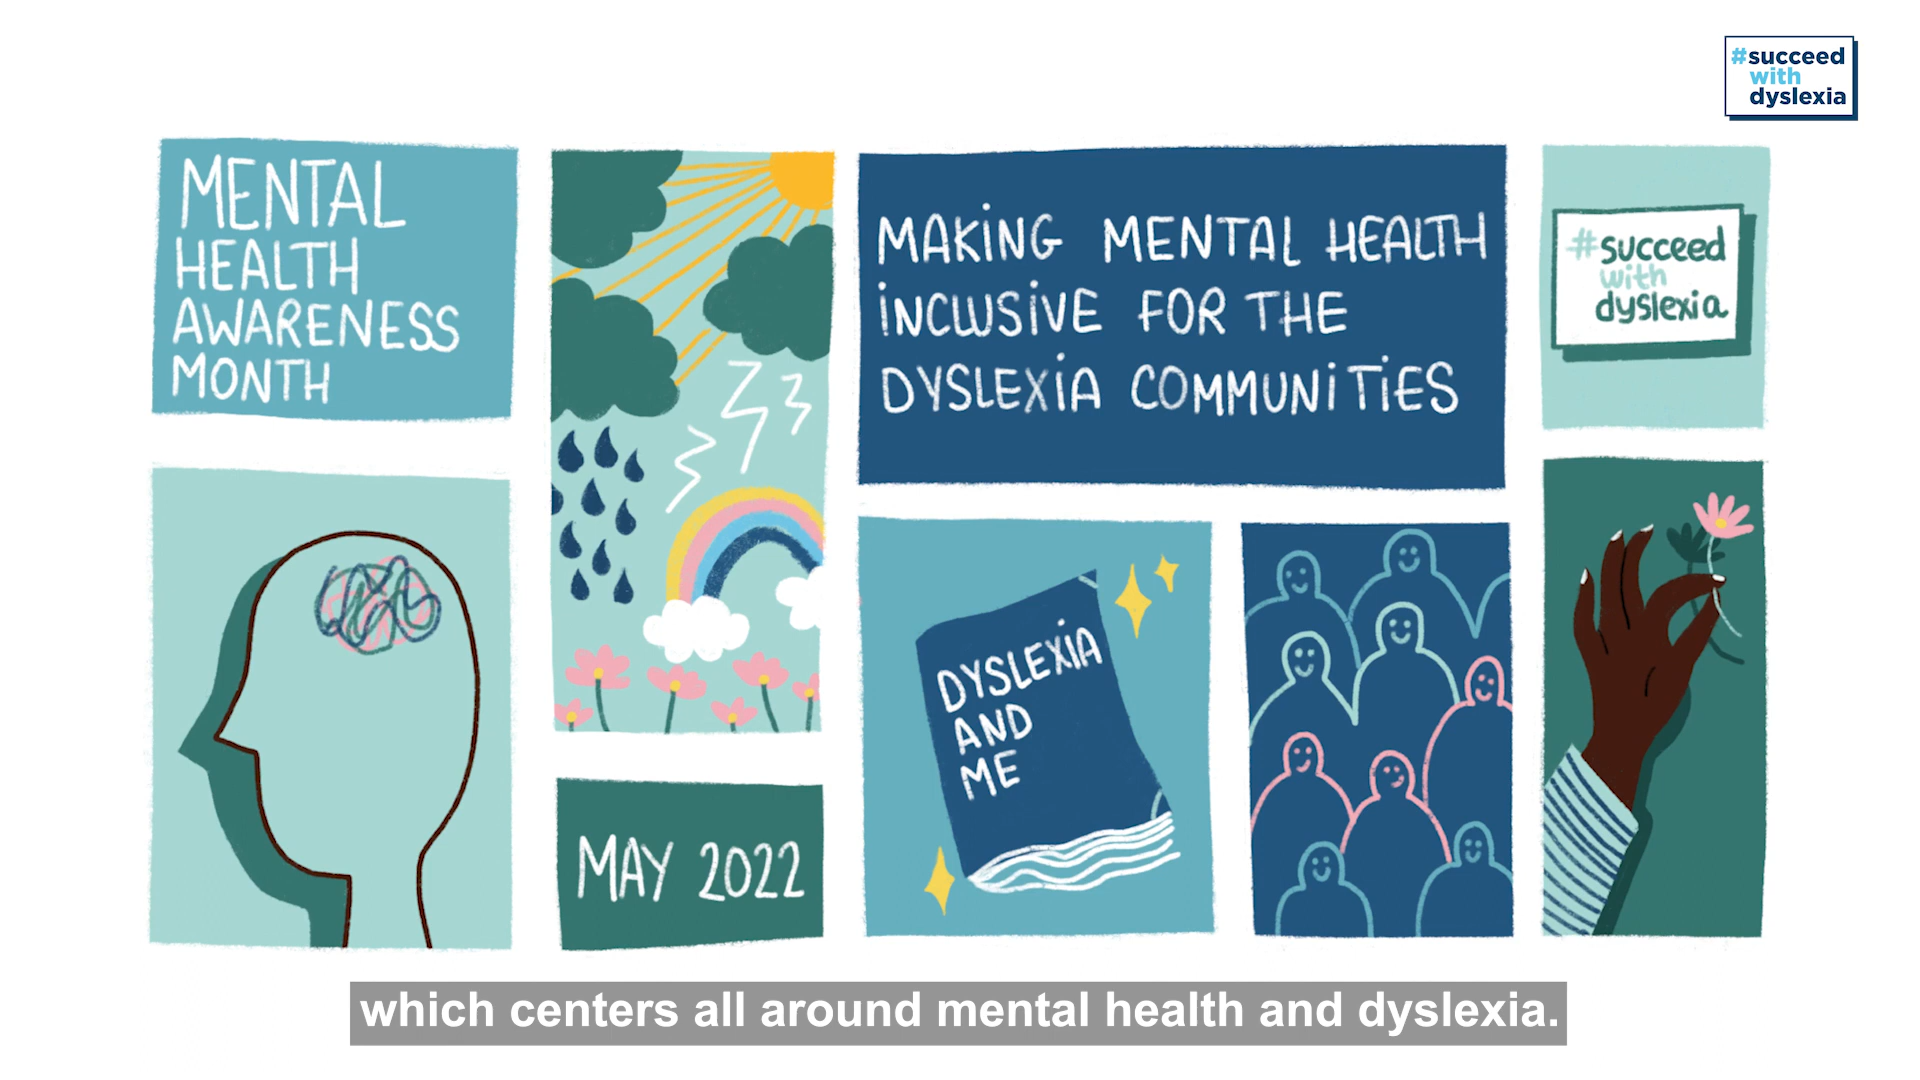 #succeed
with
dyslexia
MENTAL
HEALTH
AWARENESS
MONTH
MAKING MENTAL HEALTH
INCLUSIVE FOR THE
DYSLEXIA COMMUNITIES
#succeed
with
dyslexia
DYSLEXIA
AND
ME
MAY 2022
which centers all around mental health and dyslexia.